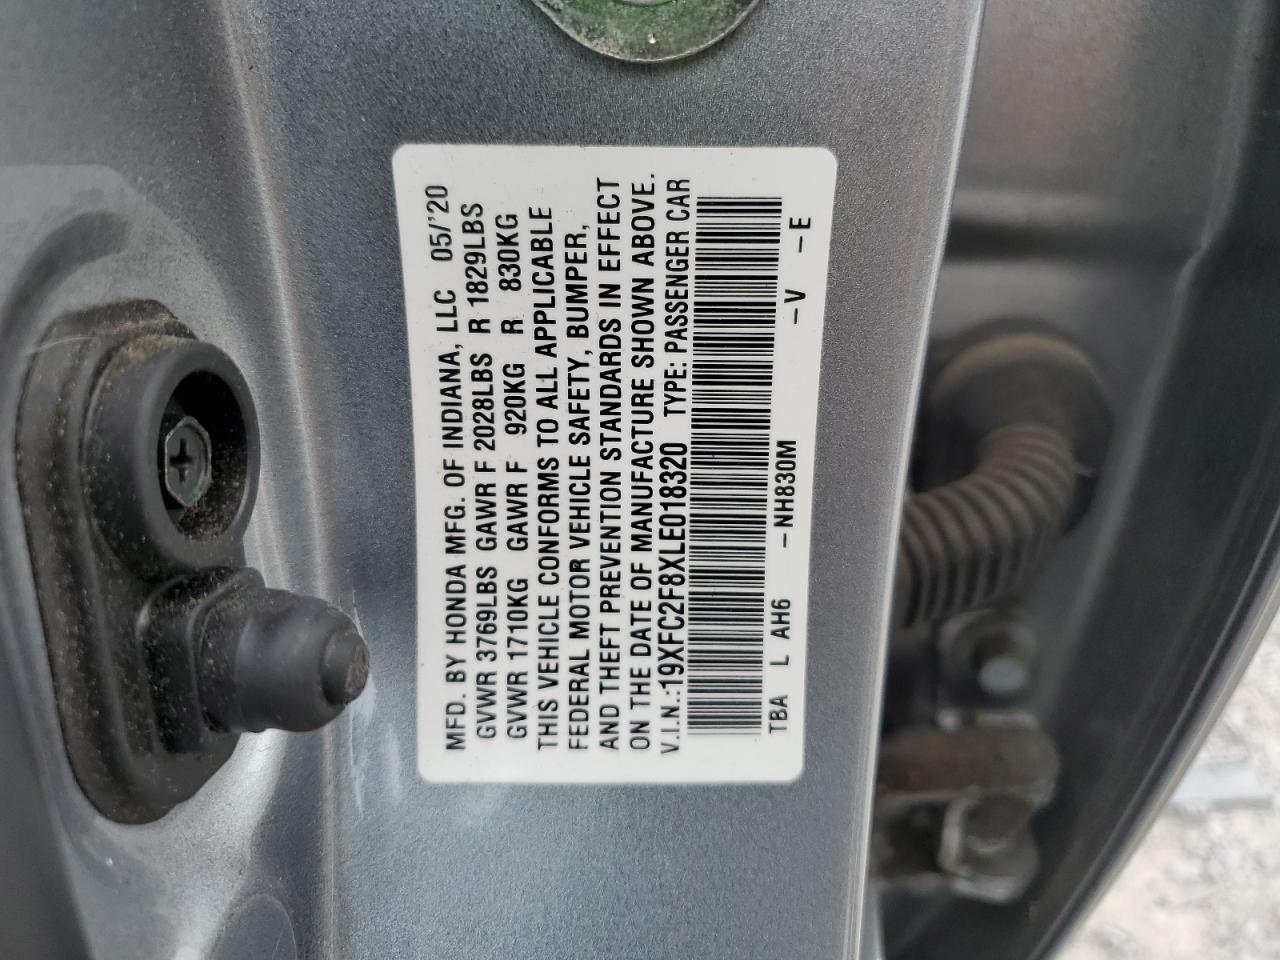 MFD. BY HONDA MFG. OF INDIANA, LLC 05/'20
GVWR 3769LBS GAWR F 2028LBS R 1829LBS
GVWR 1710KG GAWR F 920KG R 830KG
THIS VEHICLE CONFORMS TO ALL APPLICABLE
FEDERAL MOTOR VEHICLE SAFETY, BUMPER,
AND THEFT PREVENTION STANDARDS IN EFFECT
ON THE DATE OF MANUFACTURE SHOWN ABOVE.
V.I.N.:19XFC2F8XLE018320 TYPE: PASSENGER CAR
TBA L AH6 -NH830M -V -E